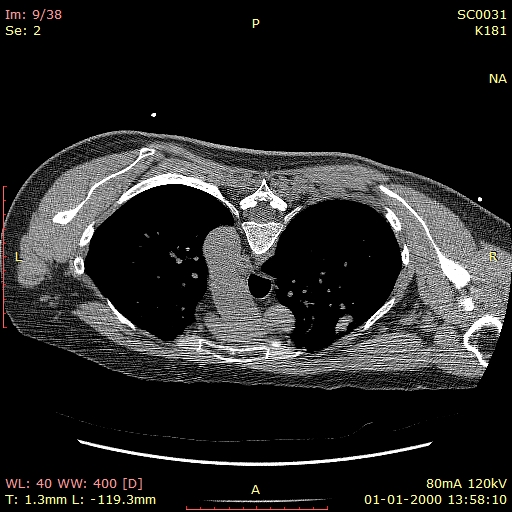 Im: 9/38
Se: 2
P
SC0031
K181
NA
L
R
WL: 40 WW: 400 [D]
T: 1.3mm L: -119.3mm
A
80mA 120kV
01-01-2000 13:58:10